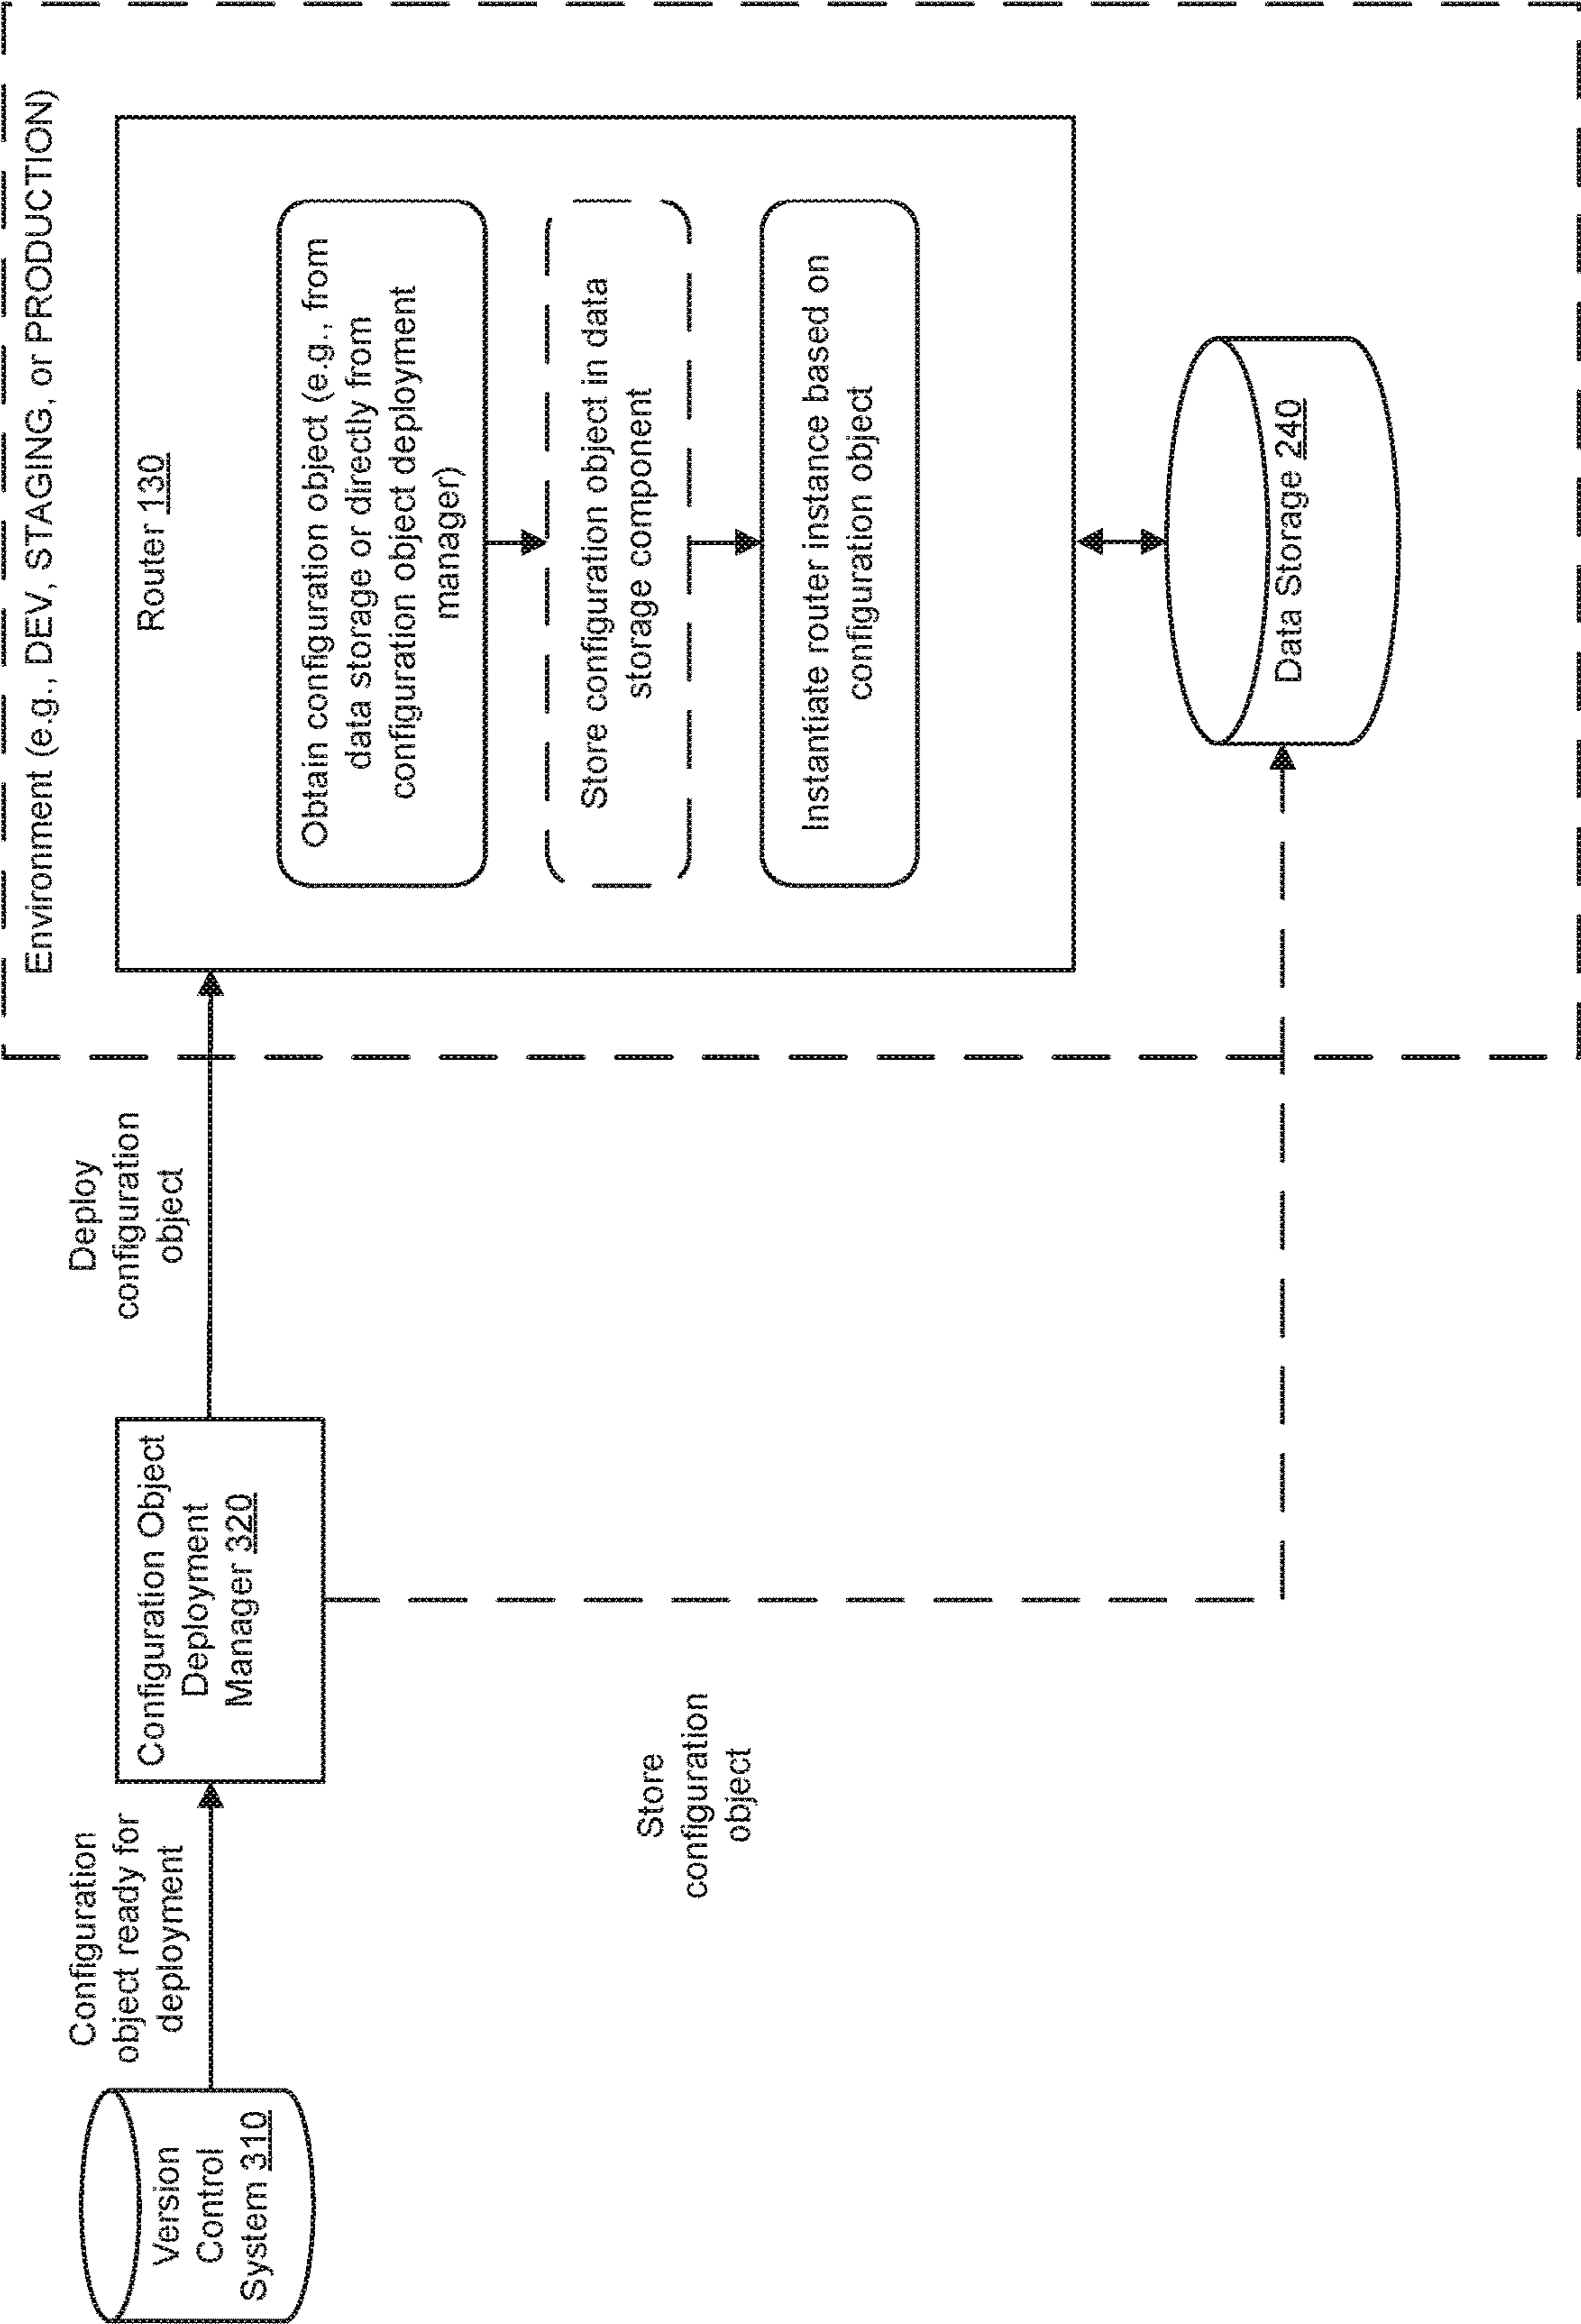 Environment (e.g., DEV, STAGING, or PRODUCTION)
Version
Control
System 310
Configuration
object ready for
deployment
Configuration Object
Deployment
Manager 320
Deploy
configuration
object
Store
configuration
object
Router 130
Obtain configuration object (e.g., from
data storage or directly from
configuration object deployment
manager)
Store configuration object in data
storage component
Instantiate router instance based on
configuration object
Data Storage 240